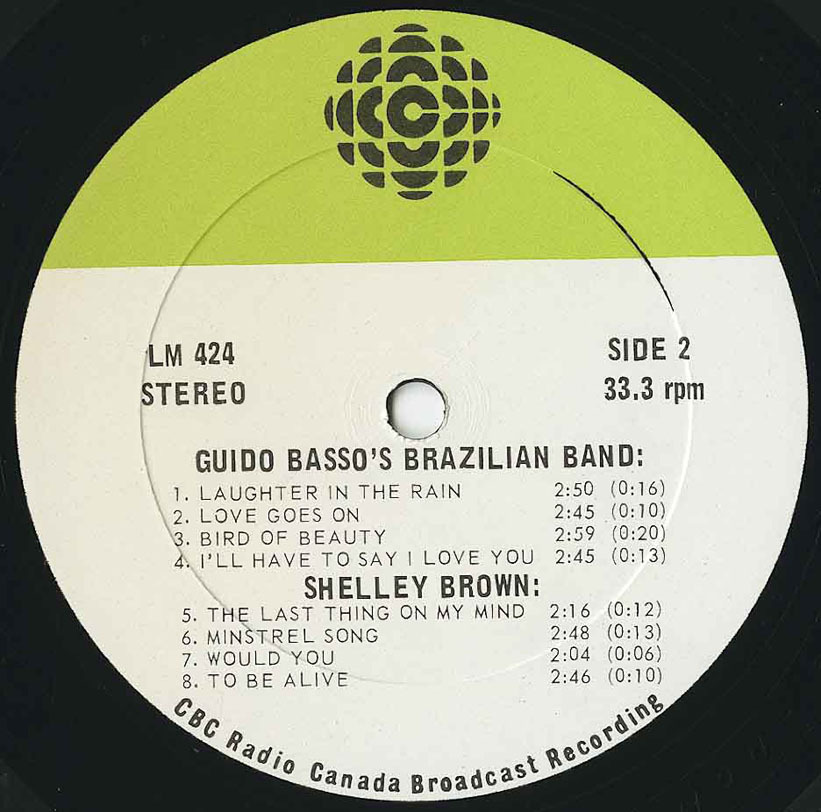 LM 424
STEREO
SIDE 2
33.3 rpm
GUIDO BASSO'S BRAZILIAN BAND:
1. LAUGHTER IN THE RAIN 2:50 (0:16)
2. LOVE GOES ON 2:45 (0:10)
3. BIRD OF BEAUTY 2:59 (0:20)
4. I'LL HAVE TO SAY I LOVE YOU 2:45 (0:13)
SHELLEY BROWN:
5. THE LAST THING ON MY MIND 2:16 (0:12)
6. MINSTREL SONG 2:48 (0:13)
7. WOULD YOU 2:04 (0:06)
8. TO BE ALIVE 2:46 (0:10)
CBC Radio Canada Broadcast Recording